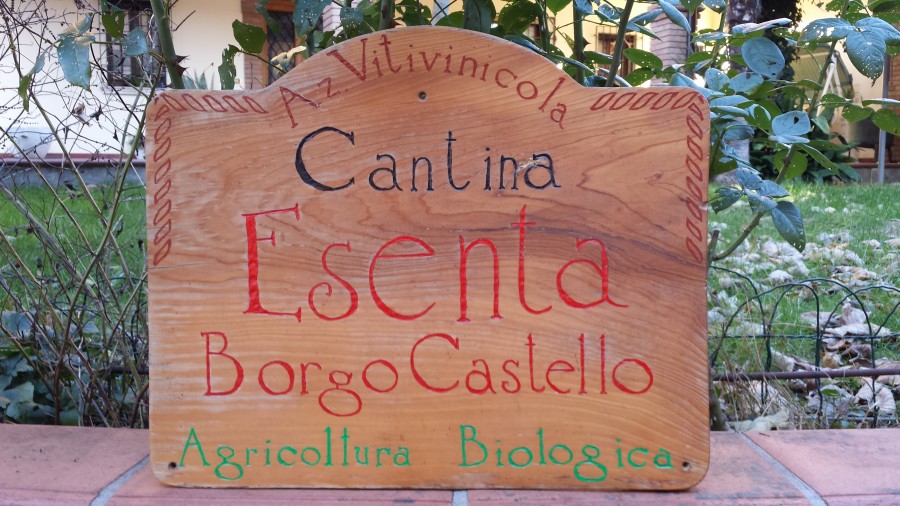 Az. Vitivinicola
Cantina
Esenta
Borgo Castello
Agricoltura Biologica